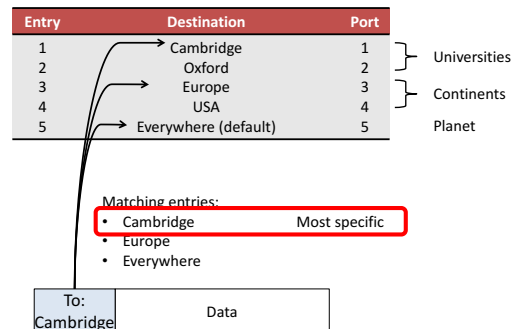 Entry Destination Port
1 Cambridge 1
2 Oxford 2
3 Europe 3
4 USA 4
5 Everywhere (default) 5
Universities
Continents
Planet
Matching entries:
• Cambridge Most specific
• Europe
• Everywhere
To:
Cambridge
Data